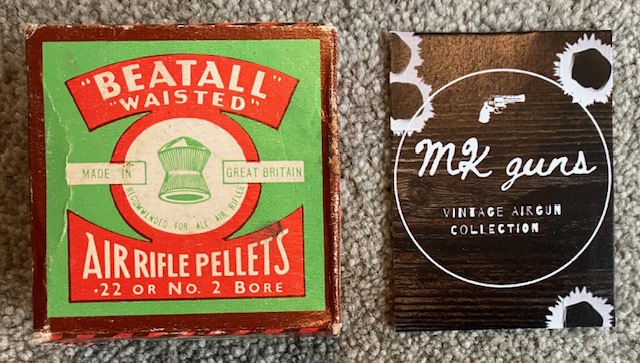 "BEATALL"
"WAISTED"
MADE IN
GREAT BRITAIN
RECOMMENDED FOR ALL AIR RIFLES
AIR RIFLE PELLETS
·22 OR No. 2 BORE
MK guns
VINTAGE AIRGUN
COLLECTION